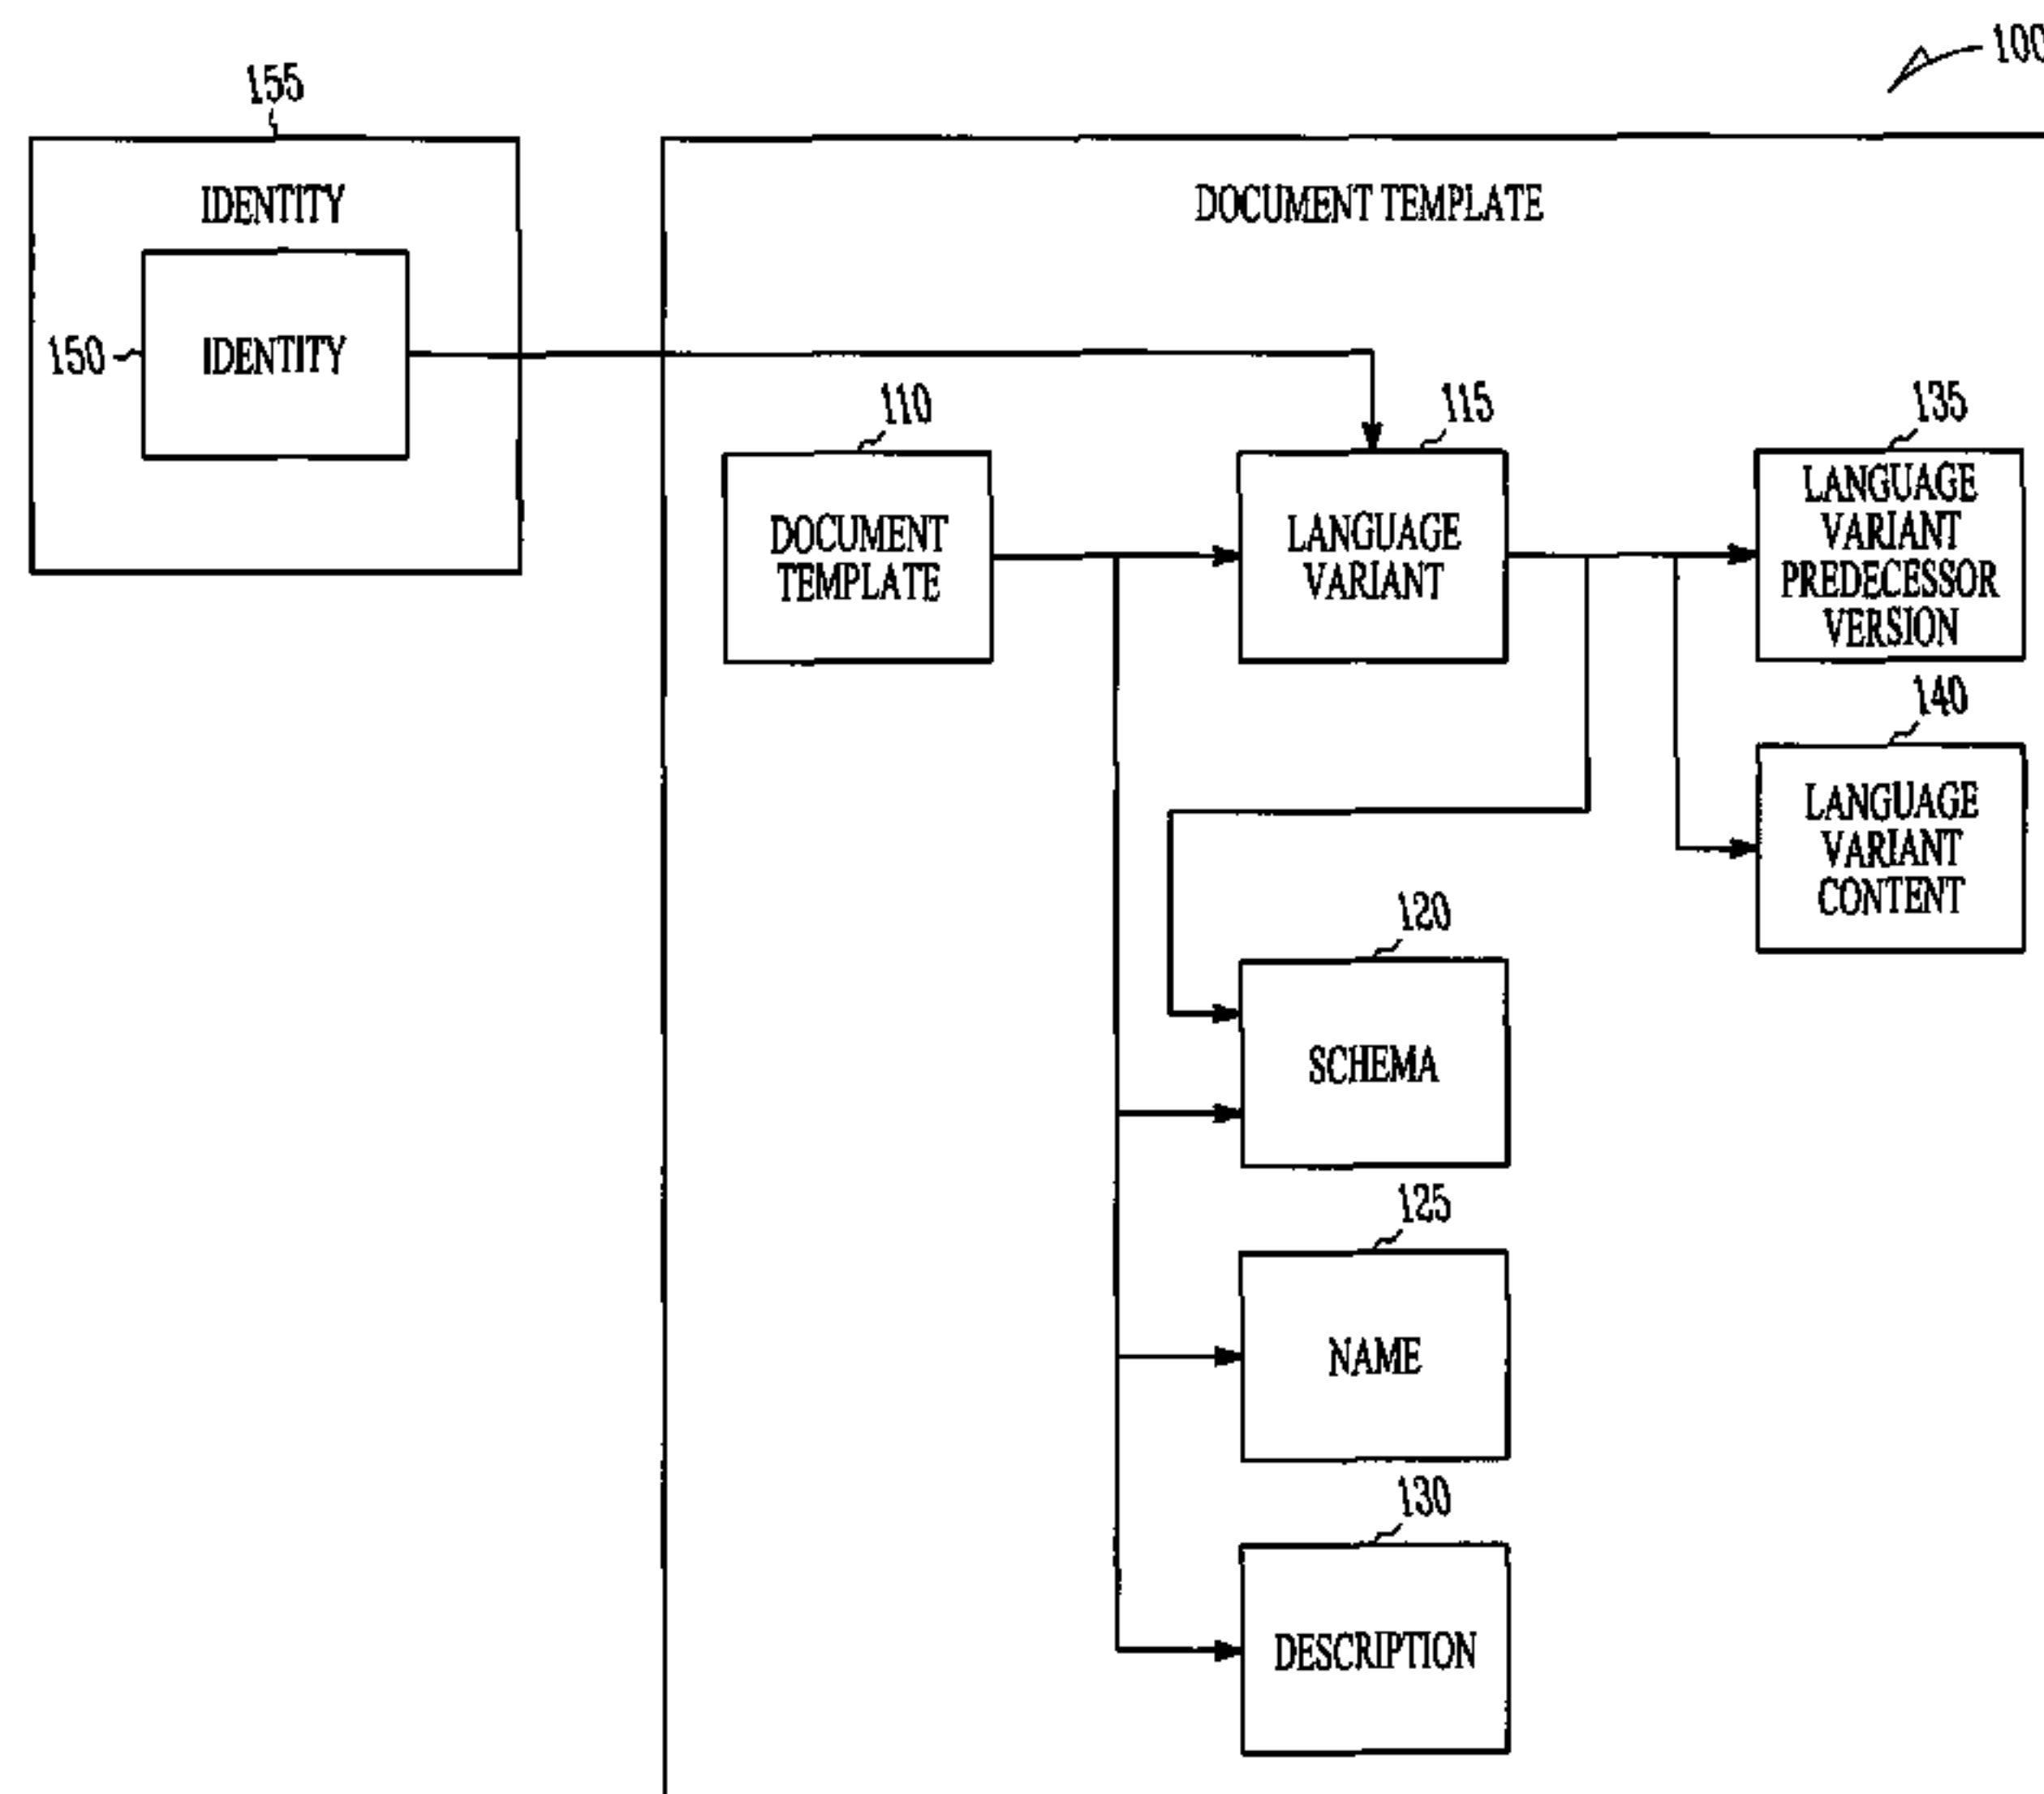 100
155
IDENTITY
DOCUMENT TEMPLATE
150
IDENTITY
110
115
135
DOCUMENT
TEMPLATE
LANGUAGE
VARIANT
LANGUAGE
VARIANT
PREDECESSOR
VERSION
140
LANGUAGE
VARIANT
CONTENT
120
SCHEMA
125
NAME
130
DESCRIPTION